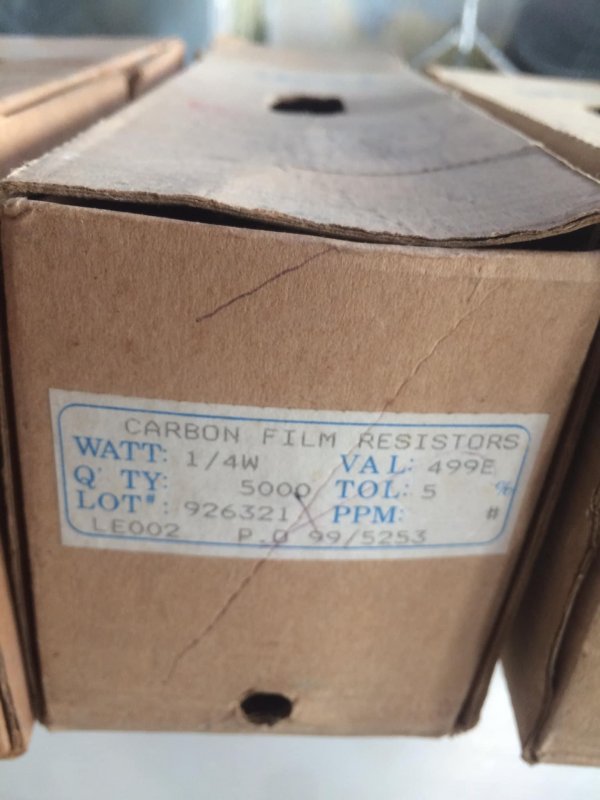 CARBON FILM RESISTORS
WATT: 1/4W VAL: 499E
Q' TY: 5000 TOL: 5 %
LOT#: 926321 PPM: #
LE002 P.O 99/5253